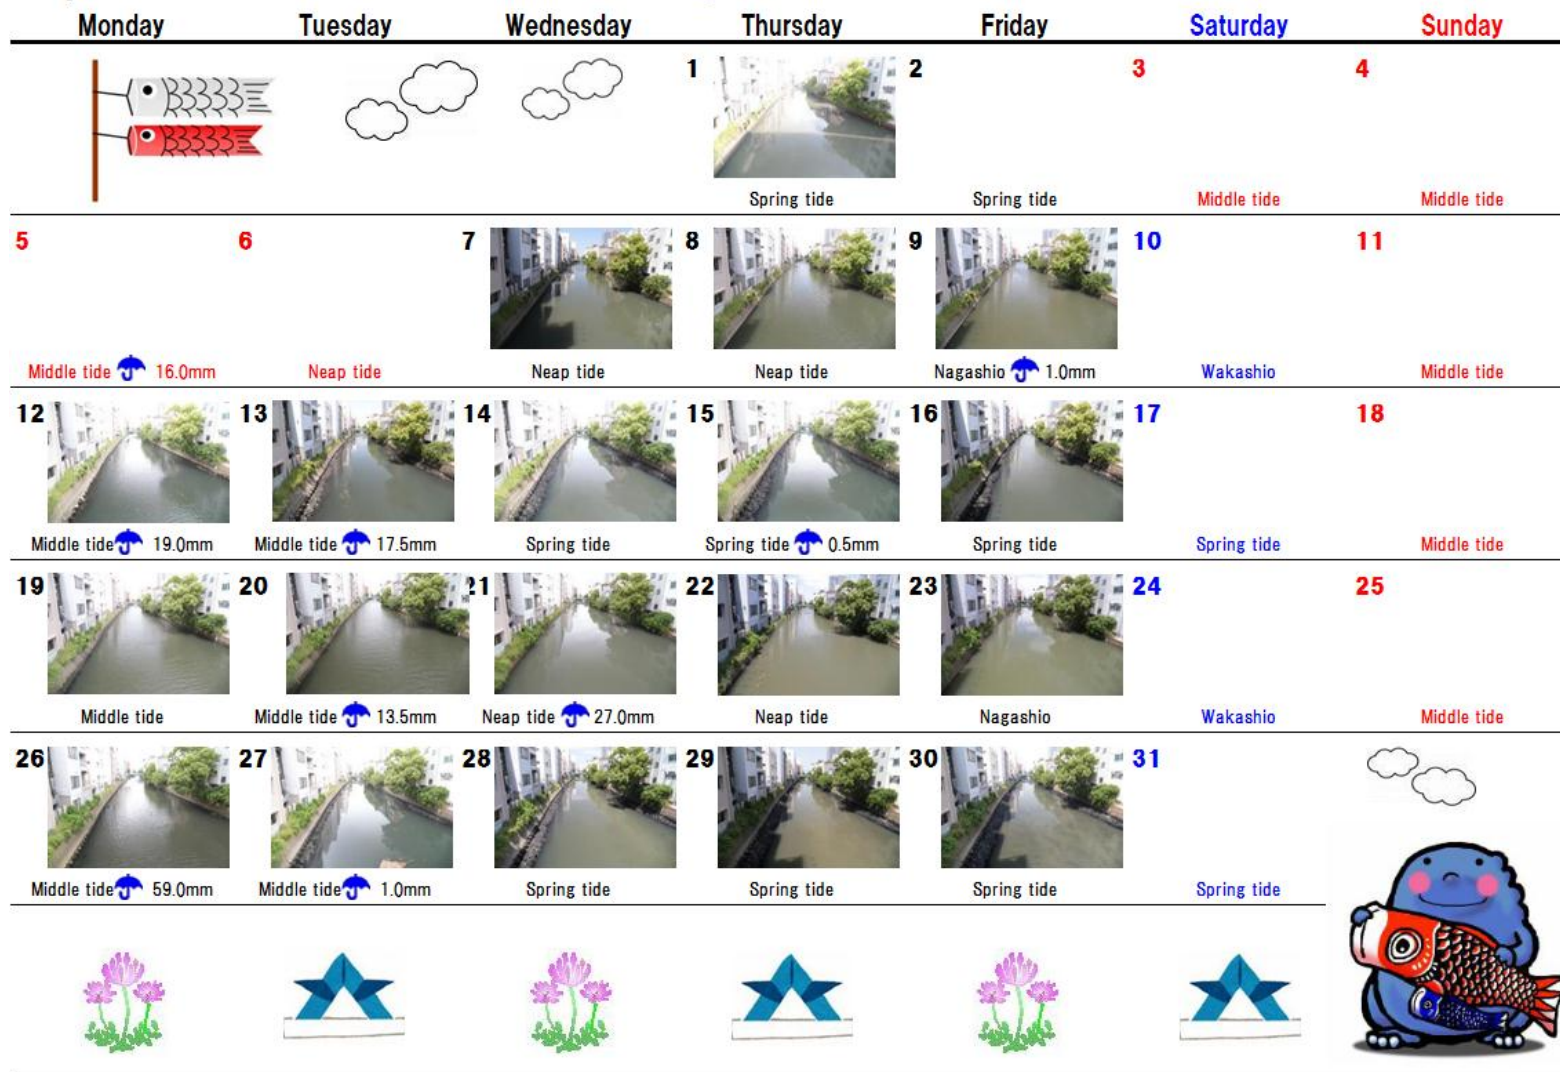 Monday Tuesday Wednesday Thursday Friday Saturday Sunday
1 2 3 4
Spring tide Spring tide Middle tide Middle tide
5 6 7 8 9 10 11
Middle tide 16.0mm Neap tide Neap tide Neap tide Nagashio 1.0mm Wakashio Middle tide
12 13 14 15 16 17 18
Middle tide 19.0mm Middle tide 17.5mm Spring tide Spring tide 0.5mm Spring tide Spring tide Middle tide
19 20 21 22 23 24 25
Middle tide Middle tide 13.5mm Neap tide 27.0mm Neap tide Nagashio Wakashio Middle tide
26 27 28 29 30 31
Middle tide 59.0mm Middle tide 1.0mm Spring tide Spring tide Spring tide Spring tide